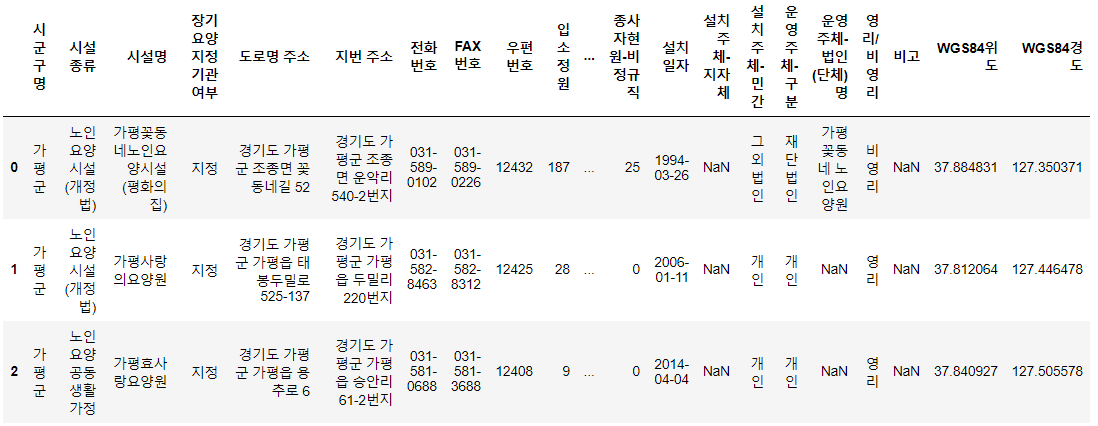 시군구명 시설종류 시설명 장기요양지정기관여부 도로명 주소 지번 주소 전화번호 FAX번호 우편번호 입소정원 ... 종사자현원-비정규직 설치일자 설치주체-지자체 설치주체-민간 운영주체-구분 운영주체-법인(단체)명 영리/비영리 비고 WGS84위도 WGS84경도
0 가평군 노인요양시설(개정법) 가평꽃동네노인요양시설(평화의집) 지정 경기도 가평군 조종면 꽃동네길 52 경기도 가평군 조종면 운악리 540-2번지 031-589-0102 031-589-0226 12432 187 ... 25 1994-03-26 NaN 그외법인 재단법인 가평꽃동네 노인요양원 비영리 NaN 37.884831 127.350371
1 가평군 노인요양시설(개정법) 가평사랑의요양원 지정 경기도 가평군 가평읍 태봉두밀로 525-137 경기도 가평군 가평읍 두밀리 220번지 031-582-8463 031-582-8312 12425 28 ... 0 2006-01-11 NaN 개인 개인 NaN 영리 NaN 37.812064 127.446478
2 가평군 노인요양공동생활가정 가평효사랑요양원 지정 경기도 가평군 가평읍 용추로 6 경기도 가평군 가평읍 승안리 61-2번지 031-581-0688 031-581-3688 12408 9 ... 0 2014-04-04 NaN 개인 개인 NaN 영리 NaN 37.840927 127.505578